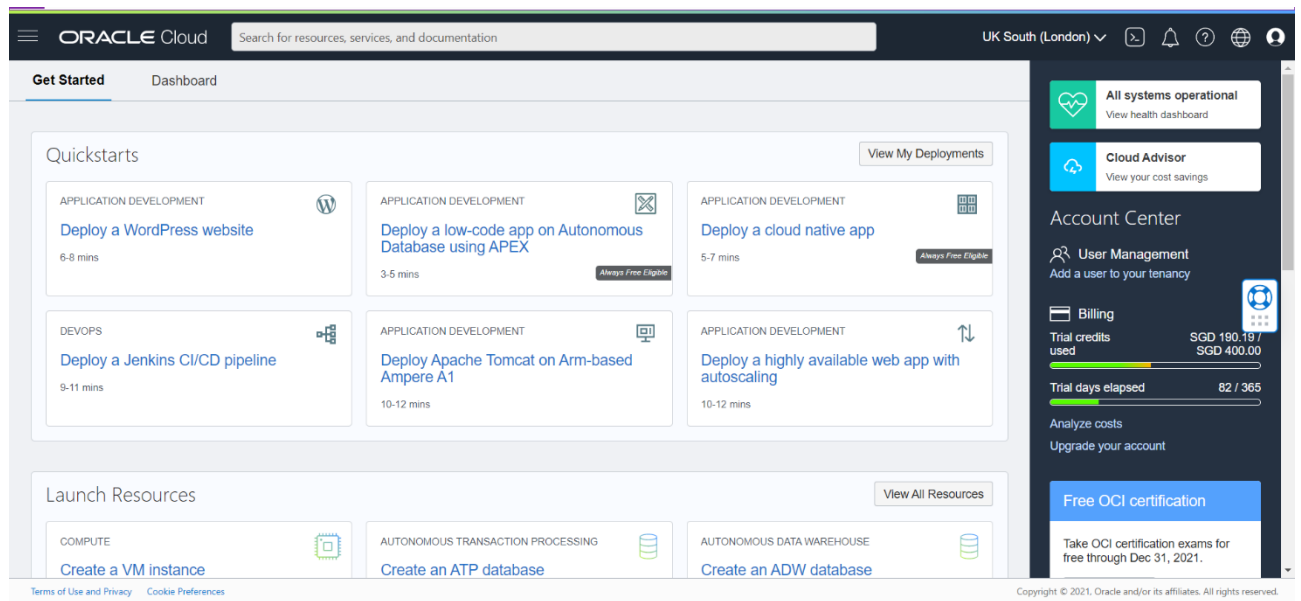 ORACLE Cloud
Search for resources, services, and documentation
UK South (London)
Get Started
Dashboard
Quickstarts
View My Deployments
APPLICATION DEVELOPMENT
Deploy a WordPress website
6-8 mins
APPLICATION DEVELOPMENT
Deploy a low-code app on Autonomous
Database using APEX
3-5 mins
Always Free Eligible
APPLICATION DEVELOPMENT
Deploy a cloud native app
5-7 mins
Always Free Eligible
DEVOPS
Deploy a Jenkins CI/CD pipeline
9-11 mins
APPLICATION DEVELOPMENT
Deploy Apache Tomcat on Arm-based
Ampere A1
10-12 mins
APPLICATION DEVELOPMENT
Deploy a highly available web app with
autoscaling
10-12 mins
Launch Resources
View All Resources
COMPUTE
Create a VM instance
AUTONOMOUS TRANSACTION PROCESSING
Create an ATP database
AUTONOMOUS DATA WAREHOUSE
Create an ADW database
All systems operational
View health dashboard
Cloud Advisor
View your cost savings
Account Center
User Management
Add a user to your tenancy
Billing
Trial credits used SGD 190.19 / SGD 400.00
Trial days elapsed 82 / 365
Analyze costs
Upgrade your account
Free OCI certification
Take OCI certification exams for
free through Dec 31, 2021.
Terms of Use and Privacy Cookie Preferences
Copyright © 2021, Oracle and/or its affiliates. All rights reserved.